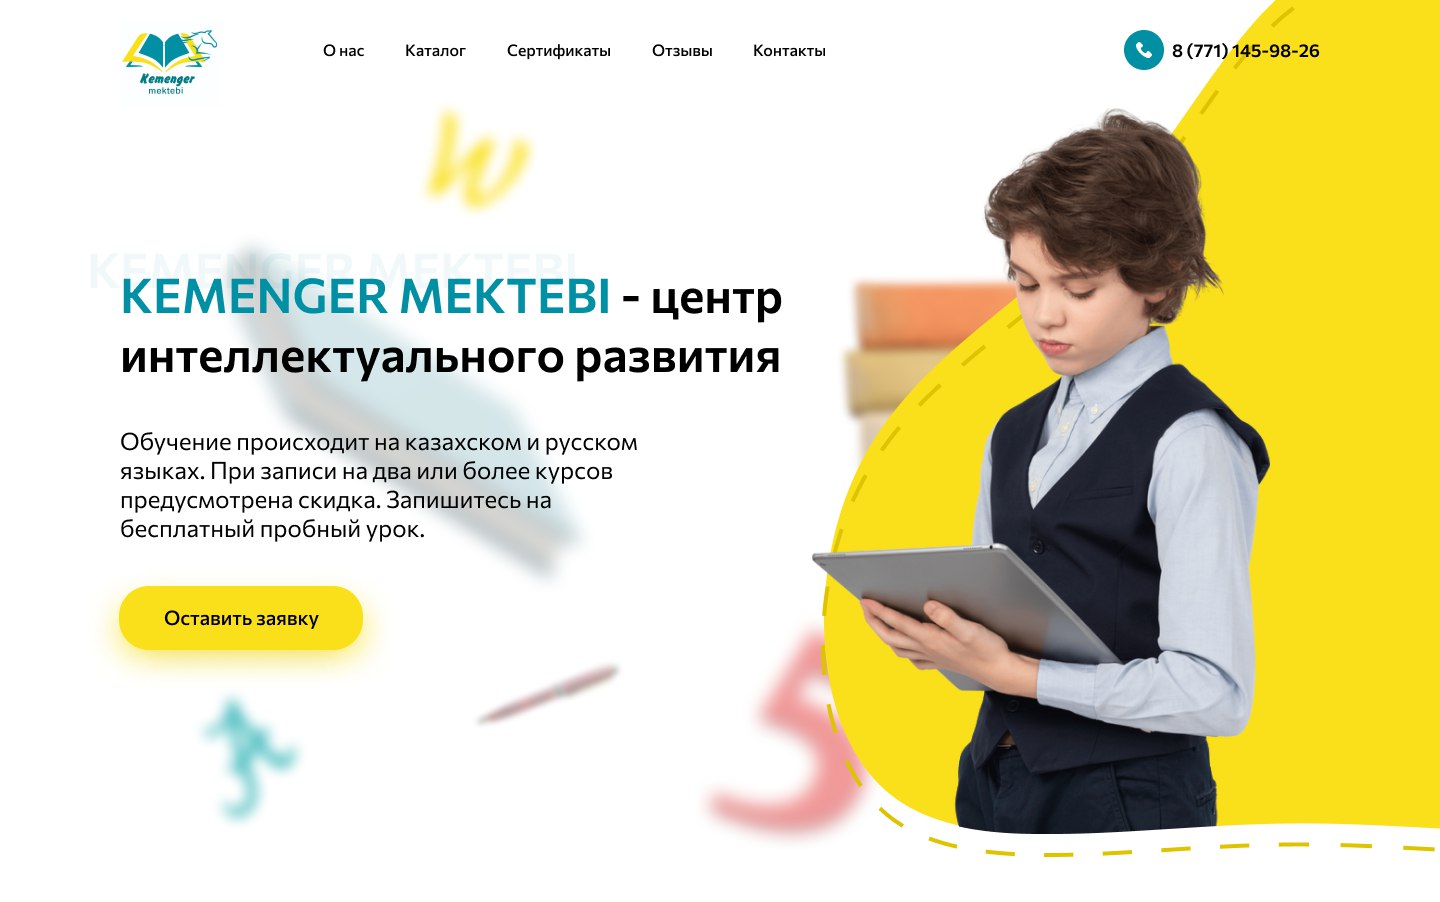 Kemenger
mektebi
О нас
Каталог
Сертификаты
Отзывы
Контакты
8 (771) 145-98-26
KEMENGER MEKTEBI
KEMENGER MEKTEBI - центр
интеллектуального развития
Обучение происходит на казахском и русском
языках. При записи на два или более курсов
предусмотрена скидка. Запишитесь на
бесплатный пробный урок.
Оставить заявку
5